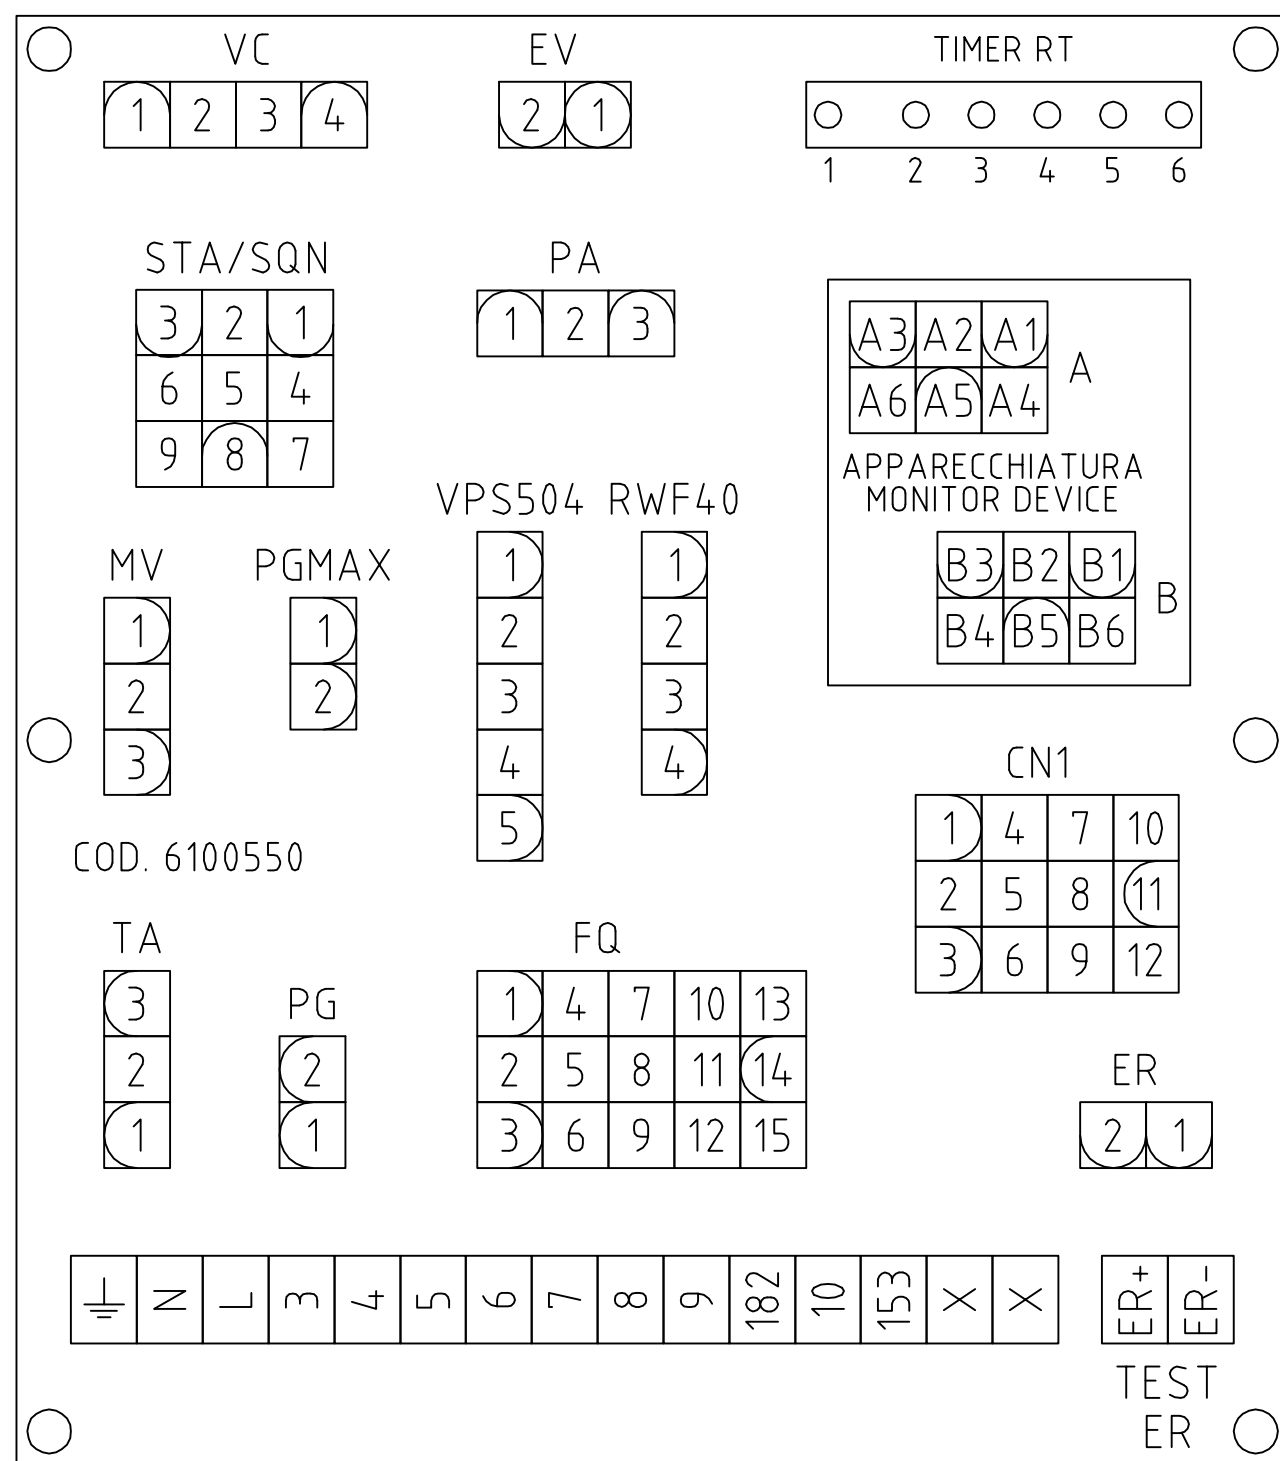 VC
1 2 3 4
EV
2 1
TIMER RT
1 2 3 4 5 6
STA/SQN
3 2 1
6 5 4
9 8 7
PA
1 2 3
A3 A2 A1
A6 A5 A4
A
APPARECCHIATURA
MONITOR DEVICE
B3 B2 B1
B4 B5 B6
B
VPS504
1
2
3
4
5
RWF40
1
2
3
4
MV
1
2
3
PGMAX
1
2
CN1
1 4 7 10
2 5 8 11
3 6 9 12
COD. 6100550
TA
3
2
1
PG
2
1
FQ
1 4 7 10 13
2 5 8 11 14
3 6 9 12 15
ER
2 1
N L 3 4 5 6 7 8 9 182 10 153 X X
ER+ ER-
TEST
ER